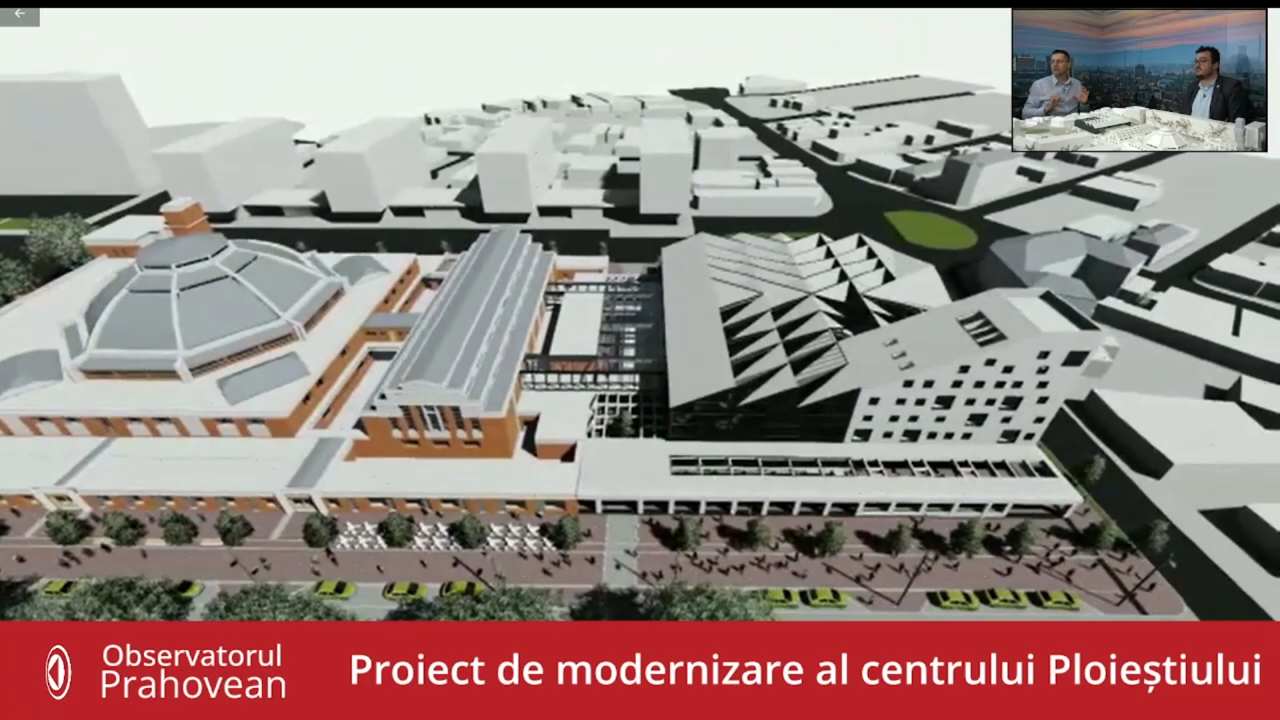 Observatorul
Prahovean
Proiect de modernizare al centrului Ploieștiului